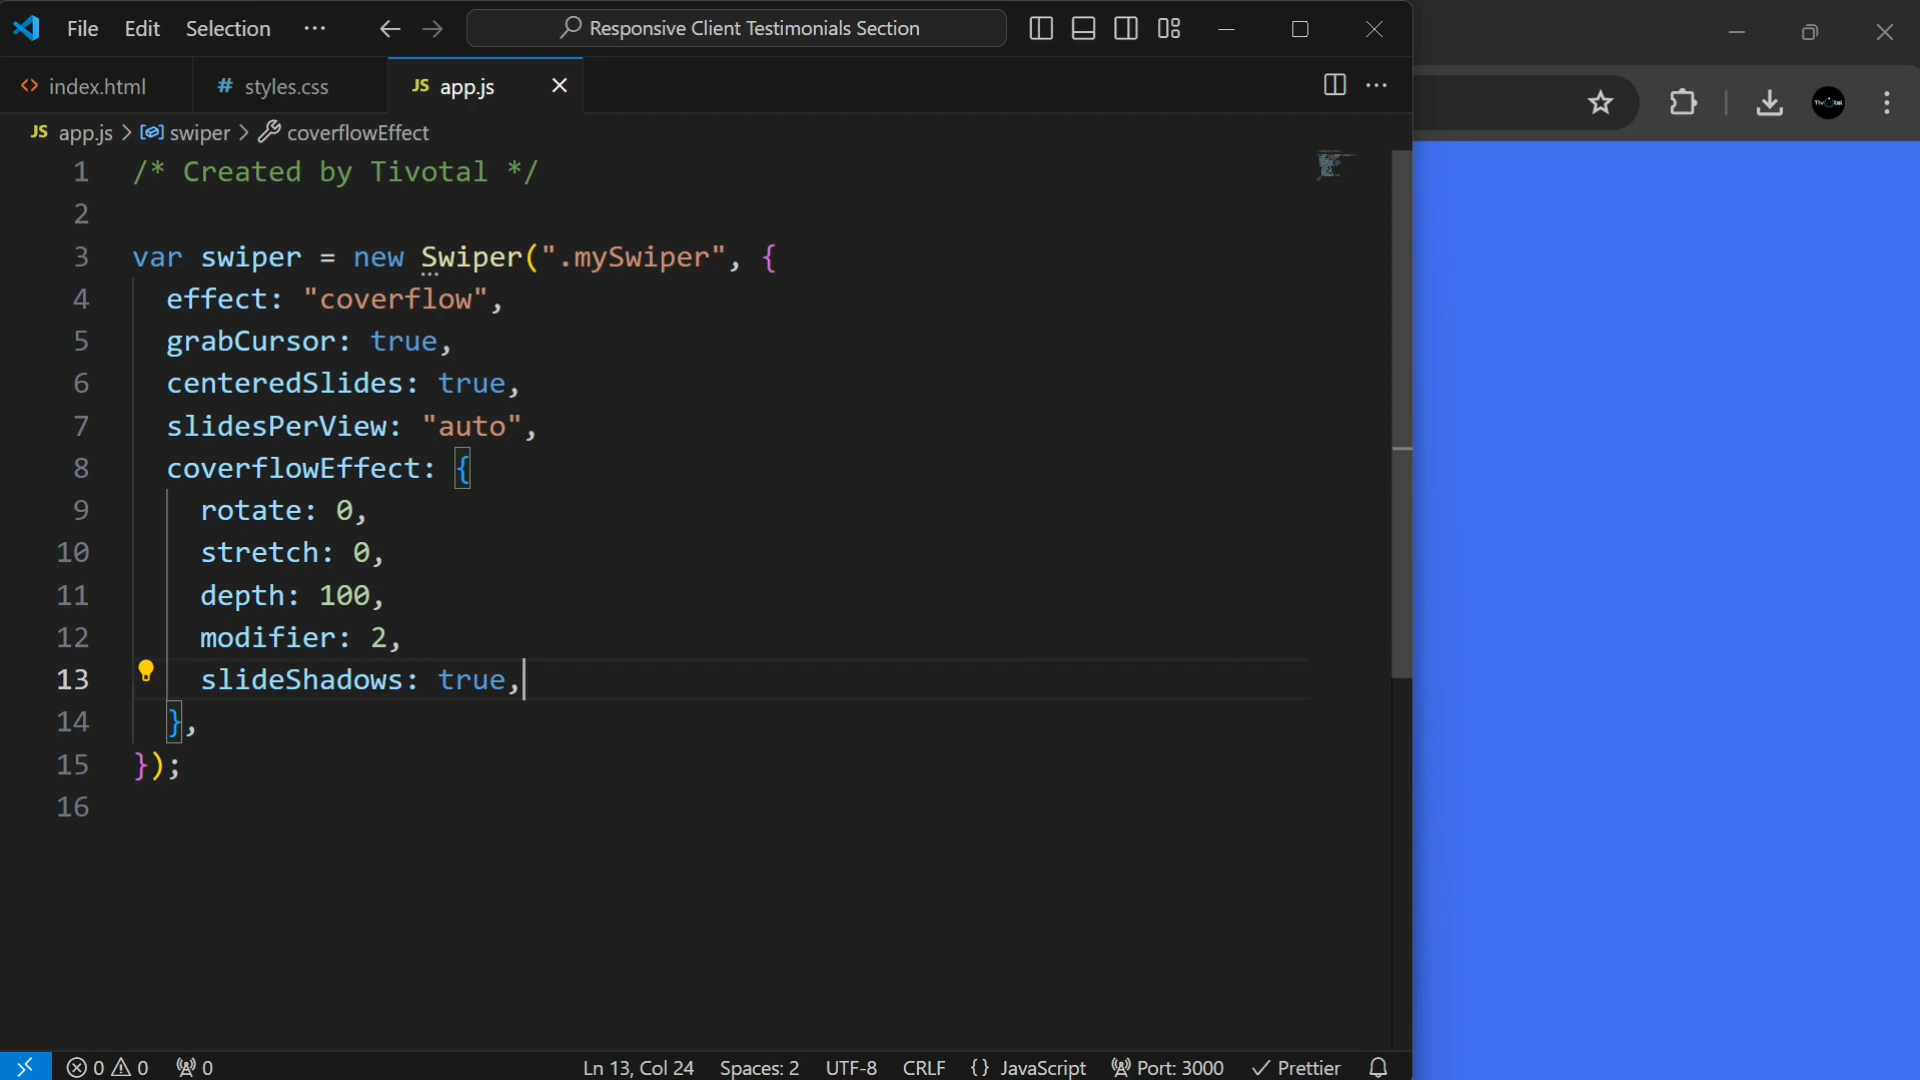 File Edit Selection ··· Responsive Client Testimonials Section
index.html # styles.css JS app.js
JS app.js > swiper > coverflowEffect
1 /* Created by Tivotal */
2
3 var swiper = new Swiper(".mySwiper", {
4 effect: "coverflow",
5 grabCursor: true,
6 centeredSlides: true,
7 slidesPerView: "auto",
8 coverflowEffect: {
9 rotate: 0,
10 stretch: 0,
11 depth: 100,
12 modifier: 2,
13 slideShadows: true,
14 },
15 });
16
0 0 0 Ln 13, Col 24 Spaces: 2 UTF-8 CRLF {} JavaScript Port: 3000 Prettier